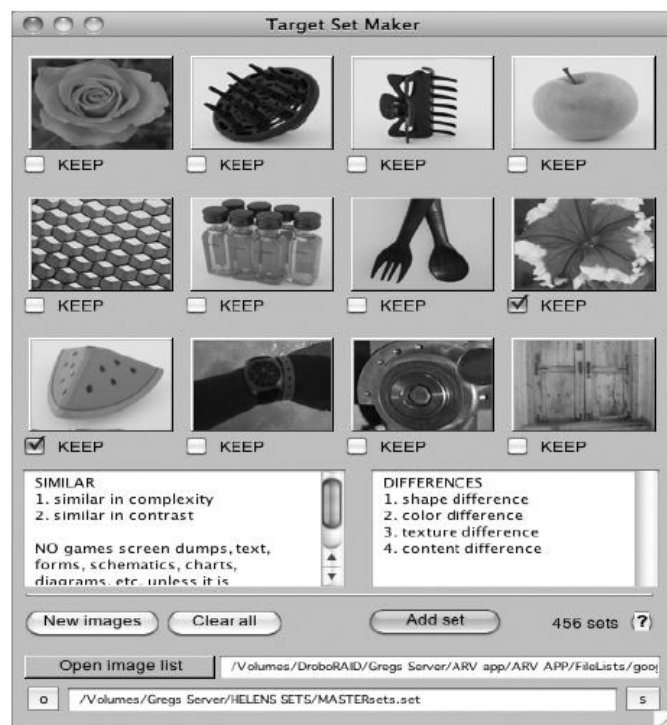 Target Set Maker
KEEP KEEP KEEP KEEP
KEEP KEEP KEEP KEEP
KEEP KEEP KEEP KEEP
SIMILAR
1. similar in complexity
2. similar in contrast
NO games screen dumps, text,
forms, schematics, charts,
diagrams, etc. unless it is
DIFFERENCES
1. shape difference
2. color difference
3. texture difference
4. content difference
New images Clear all Add set 456 sets (?)
Open image list /Volumes/DroboRAID/Gregs Server/ARV app/ARV APP/FileLists/goog
o /Volumes/Gregs Server/HELENS SETS/MASTERsets.set s